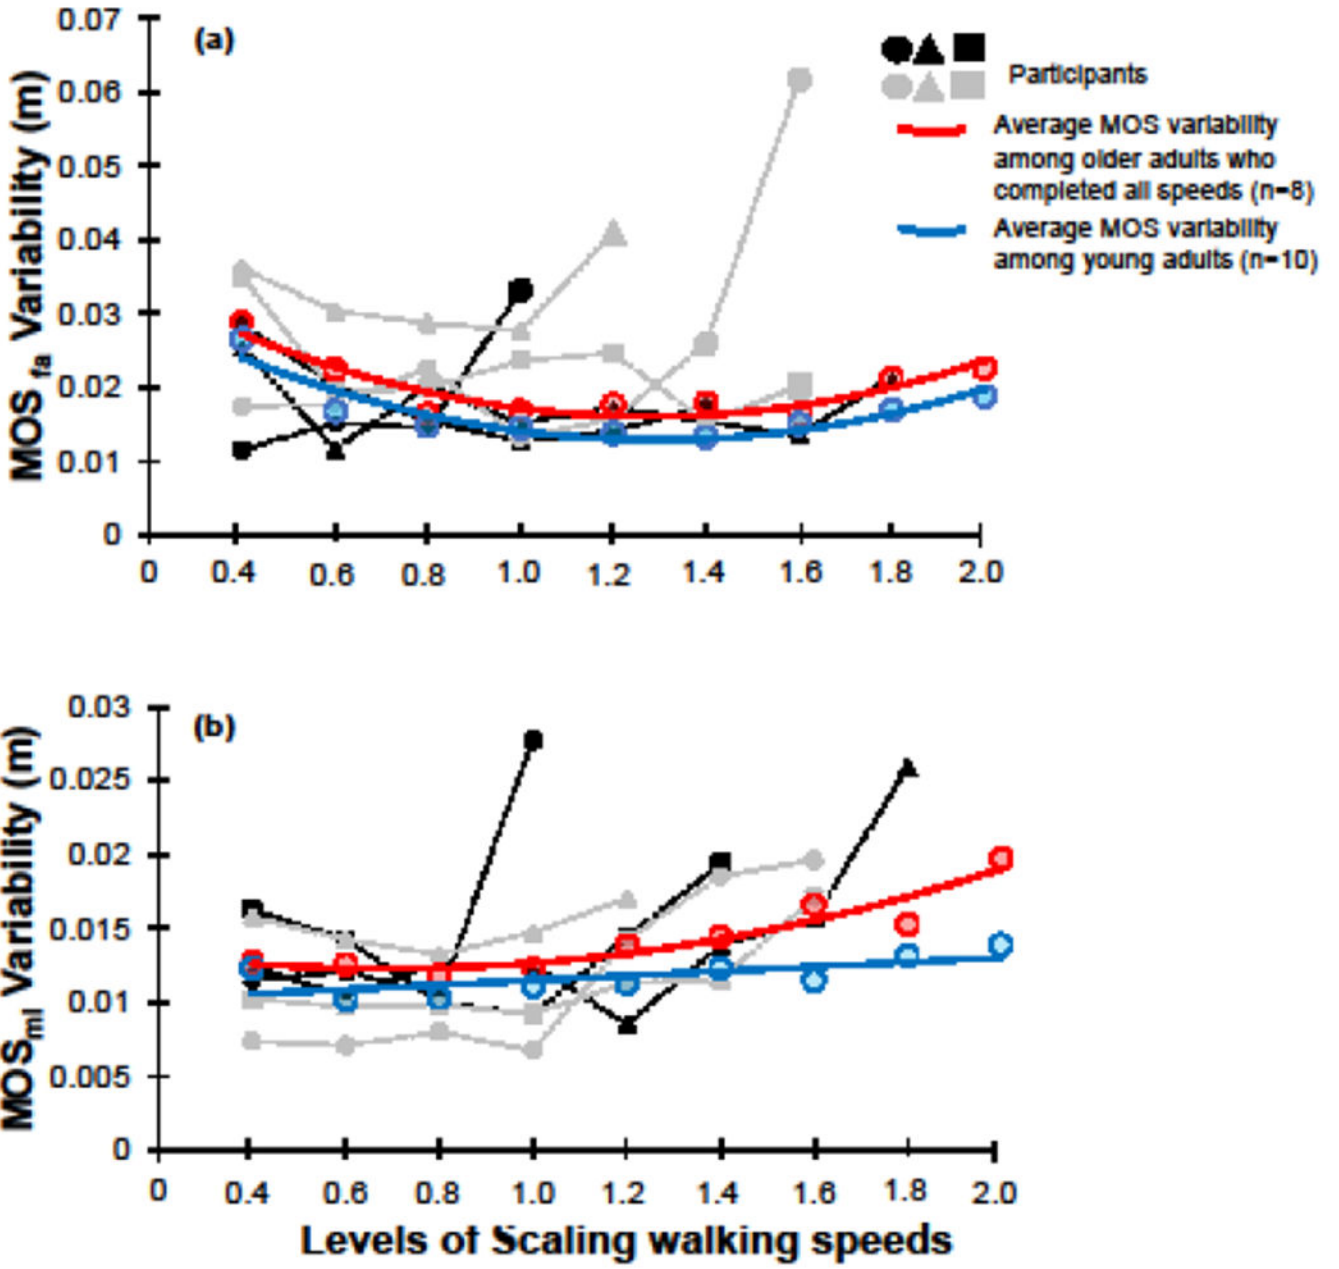 (a)
MOS fa Variability (m)
0.07
0.06
0.05
0.04
0.03
0.02
0.01
0
0 0.4 0.6 0.8 1.0 1.2 1.4 1.6 1.8 2.0
Participants
Average MOS variability
among older adults who
completed all speeds (n=8)
Average MOS variability
among young adults (n=10)
(b)
MOSml Variability (m)
0.03
0.025
0.02
0.015
0.01
0.005
0
0 0.4 0.6 0.8 1.0 1.2 1.4 1.6 1.8 2.0
Levels of Scaling walking speeds